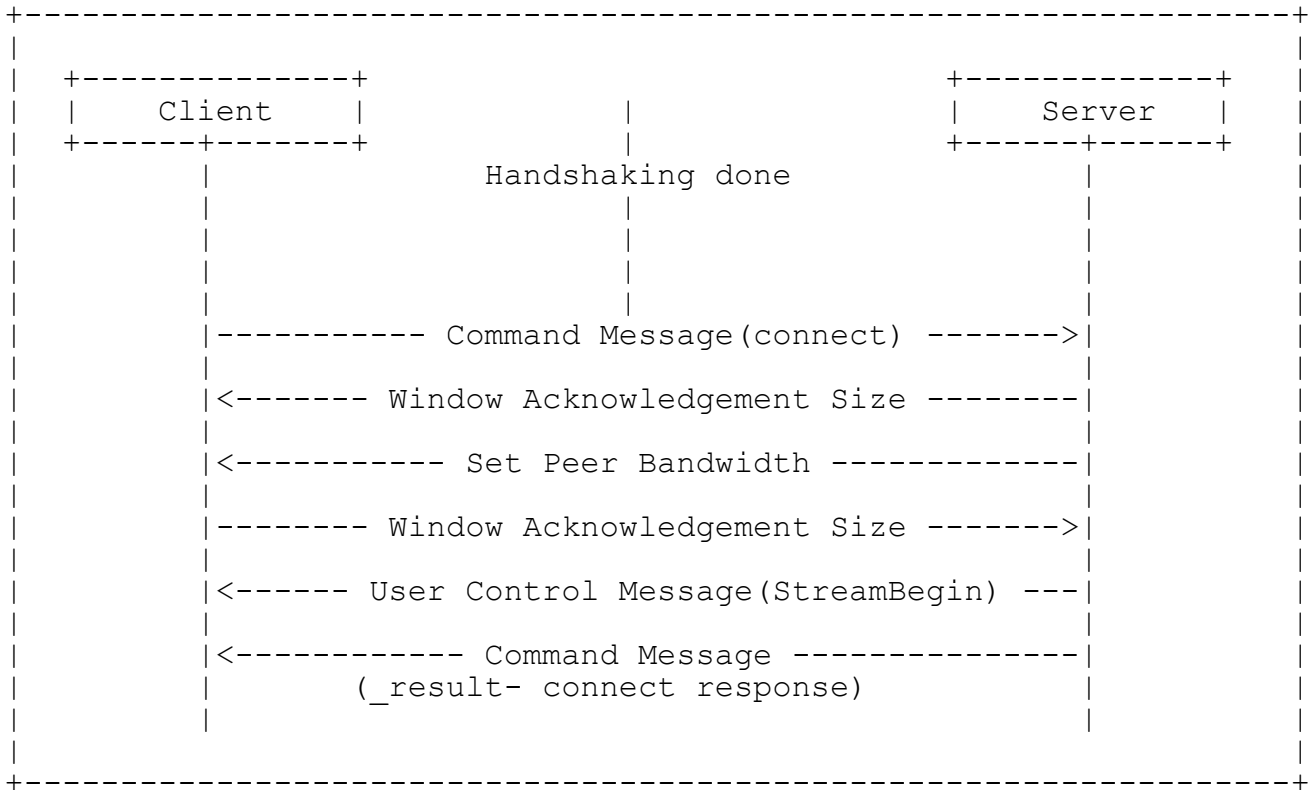 Client Server
Handshaking done
----------- Command Message(connect) ------->
<------- Window Acknowledgement Size --------
<----------- Set Peer Bandwidth -------------
-------- Window Acknowledgement Size ------->
<------ User Control Message(StreamBegin) ---
<------------ Command Message ---------------
(_result- connect response)